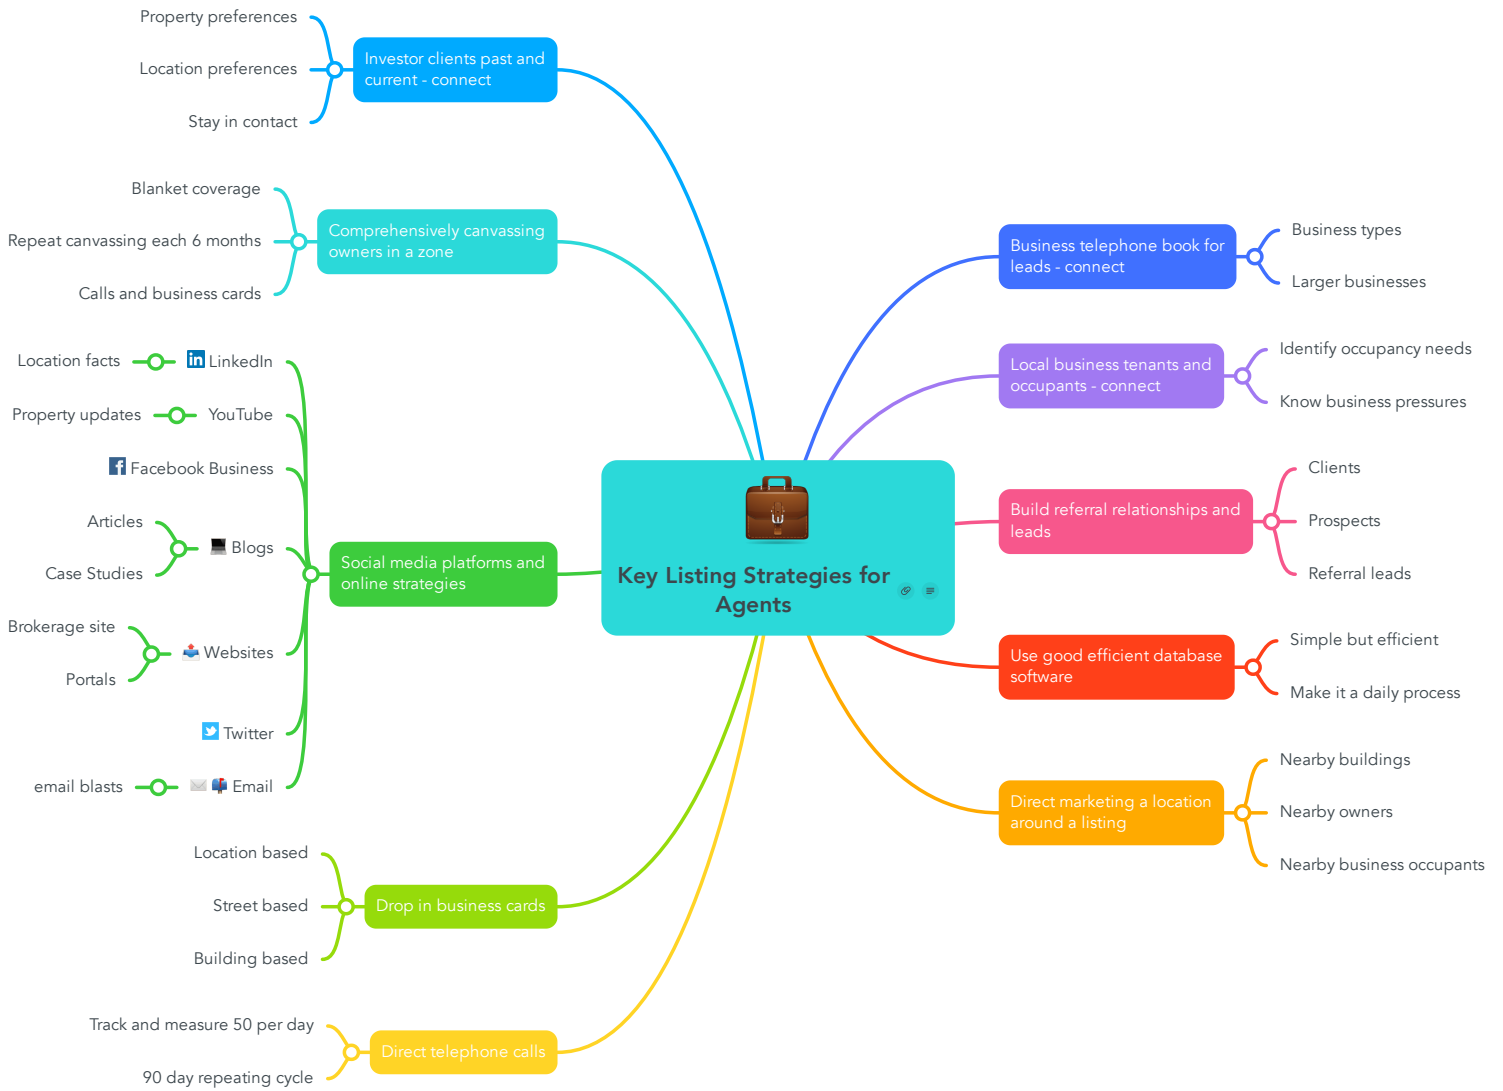 Key Listing Strategies for
Agents
Business telephone book for
leads - connect
Business types
Larger businesses
Local business tenants and
occupants - connect
Identify occupancy needs
Know business pressures
Build referral relationships and
leads
Clients
Prospects
Referral leads
Use good efficient database
software
Simple but efficient
Make it a daily process
Direct marketing a location
around a listing
Nearby buildings
Nearby owners
Nearby business occupants
Investor clients past and
current - connect
Property preferences
Location preferences
Stay in contact
Comprehensively canvassing
owners in a zone
Blanket coverage
Repeat canvassing each 6 months
Calls and business cards
Social media platforms and
online strategies
in LinkedIn
Location facts
YouTube
Property updates
f Facebook Business
Blogs
Articles
Case Studies
Websites
Brokerage site
Portals
Twitter
Email
email blasts
Drop in business cards
Location based
Street based
Building based
Direct telephone calls
Track and measure 50 per day
90 day repeating cycle